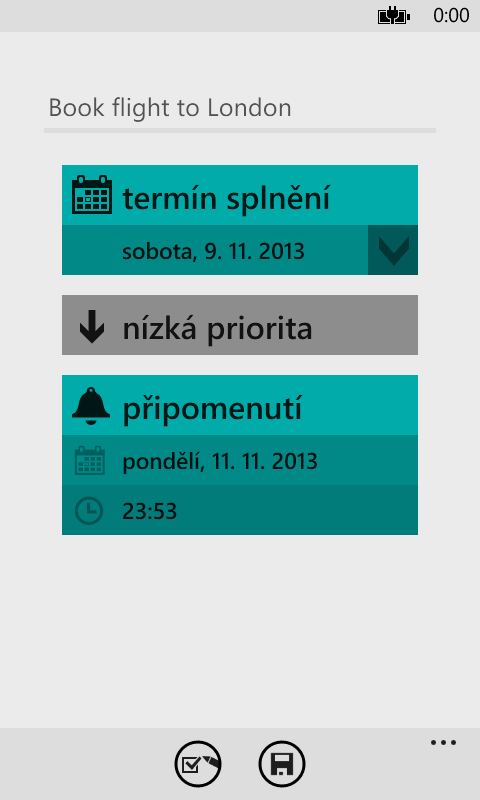 0:00
Book flight to London
termín splnění
sobota, 9. 11. 2013
nízká priorita
připomenutí
pondělí, 11. 11. 2013
23:53